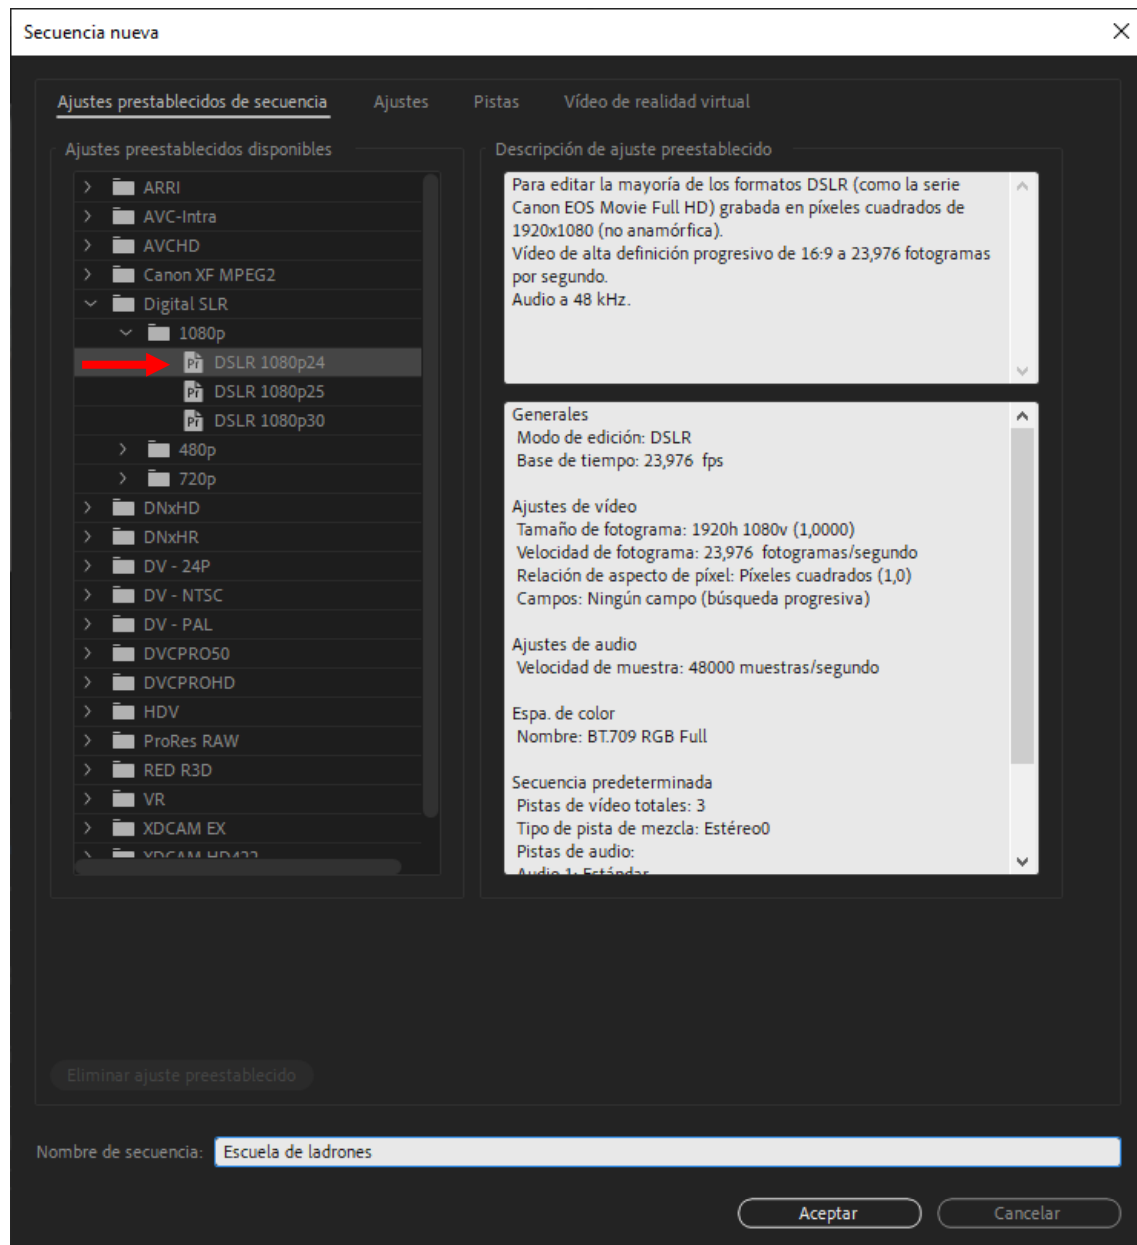 Secuencia nueva
Ajustes prestablecidos de secuencia Ajustes Pistas Vídeo de realidad virtual
Ajustes preestablecidos disponibles
ARRI
AVC-Intra
AVCHD
Canon XF MPEG2
Digital SLR
1080p
DSLR 1080p24
DSLR 1080p25
DSLR 1080p30
480p
720p
DNxHD
DNxHR
DV - 24P
DV - NTSC
DV - PAL
DVCPRO50
DVCPROHD
HDV
ProRes RAW
RED R3D
VR
XDCAM EX
XDCAM HD422
Descripción de ajuste preestablecido
Para editar la mayoría de los formatos DSLR (como la serie
Canon EOS Movie Full HD) grabada en píxeles cuadrados de
1920x1080 (no anamórfica).
Vídeo de alta definición progresivo de 16:9 a 23,976 fotogramas
por segundo.
Audio a 48 kHz.
Generales
Modo de edición: DSLR
Base de tiempo: 23,976 fps
Ajustes de vídeo
Tamaño de fotograma: 1920h 1080v (1,0000)
Velocidad de fotograma: 23,976 fotogramas/segundo
Relación de aspecto de píxel: Píxeles cuadrados (1,0)
Campos: Ningún campo (búsqueda progresiva)
Ajustes de audio
Velocidad de muestra: 48000 muestras/segundo
Espa. de color
Nombre: BT.709 RGB Full
Secuencia predeterminada
Pistas de vídeo totales: 3
Tipo de pista de mezcla: Estéreo0
Pistas de audio:
Audio 1: Estándar
Eliminar ajuste preestablecido
Nombre de secuencia: Escuela de ladrones
Aceptar Cancelar